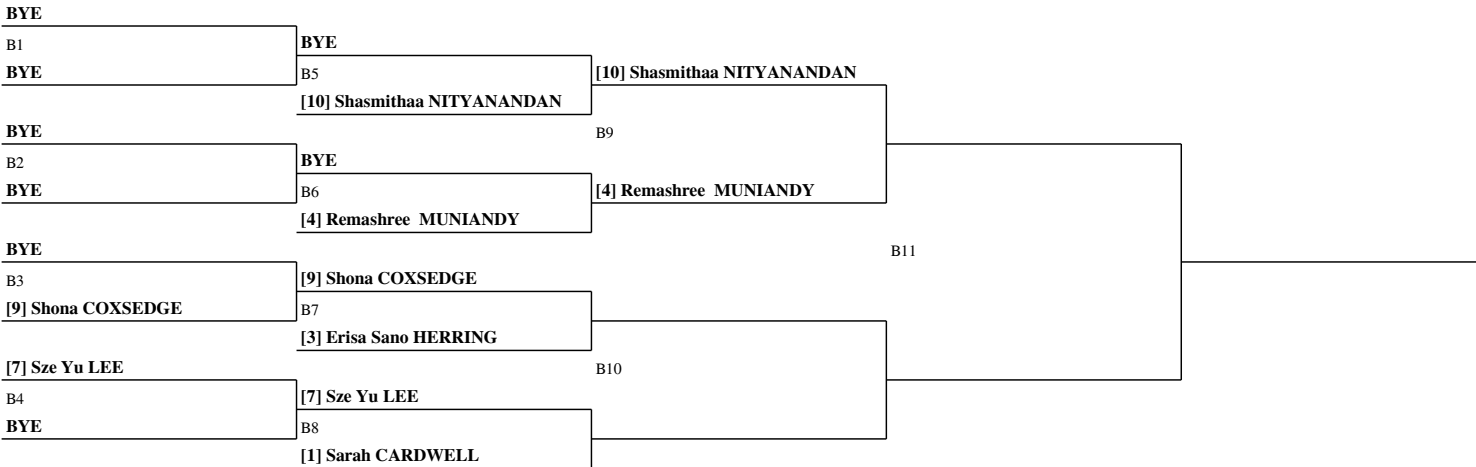 BYE
B1
BYE
BYE
B5
[10] Shasmithaa NITYANANDAN
[10] Shasmithaa NITYANANDAN
BYE
B9
B2
BYE
BYE
B6
[4] Remashree  MUNIANDY
[4] Remashree  MUNIANDY
BYE
B11
B3
[9] Shona COXSEDGE
[9] Shona COXSEDGE
B7
[3] Erisa Sano HERRING
[7] Sze Yu LEE
B10
B4
[7] Sze Yu LEE
BYE
B8
[1] Sarah CARDWELL